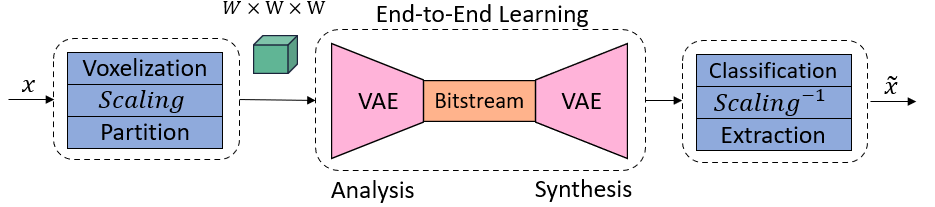 W × W × W
End-to-End Learning
x
Voxelization
Scaling
Partition
VAE
Bitstream
VAE
Classification
Scaling⁻¹
Extraction
x̃
Analysis
Synthesis